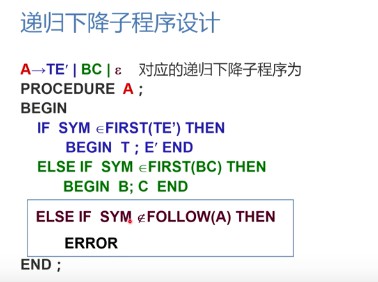 递归下降子程序设计
A→TE′ | BC | ε 对应的递归下降子程序为
PROCEDURE A ;
BEGIN
IF SYM ∈FIRST(TE’) THEN
BEGIN T ; E′ END
ELSE IF SYM ∈FIRST(BC) THEN
BEGIN B; C END
ELSE IF SYM ∉FOLLOW(A) THEN
ERROR
END ;